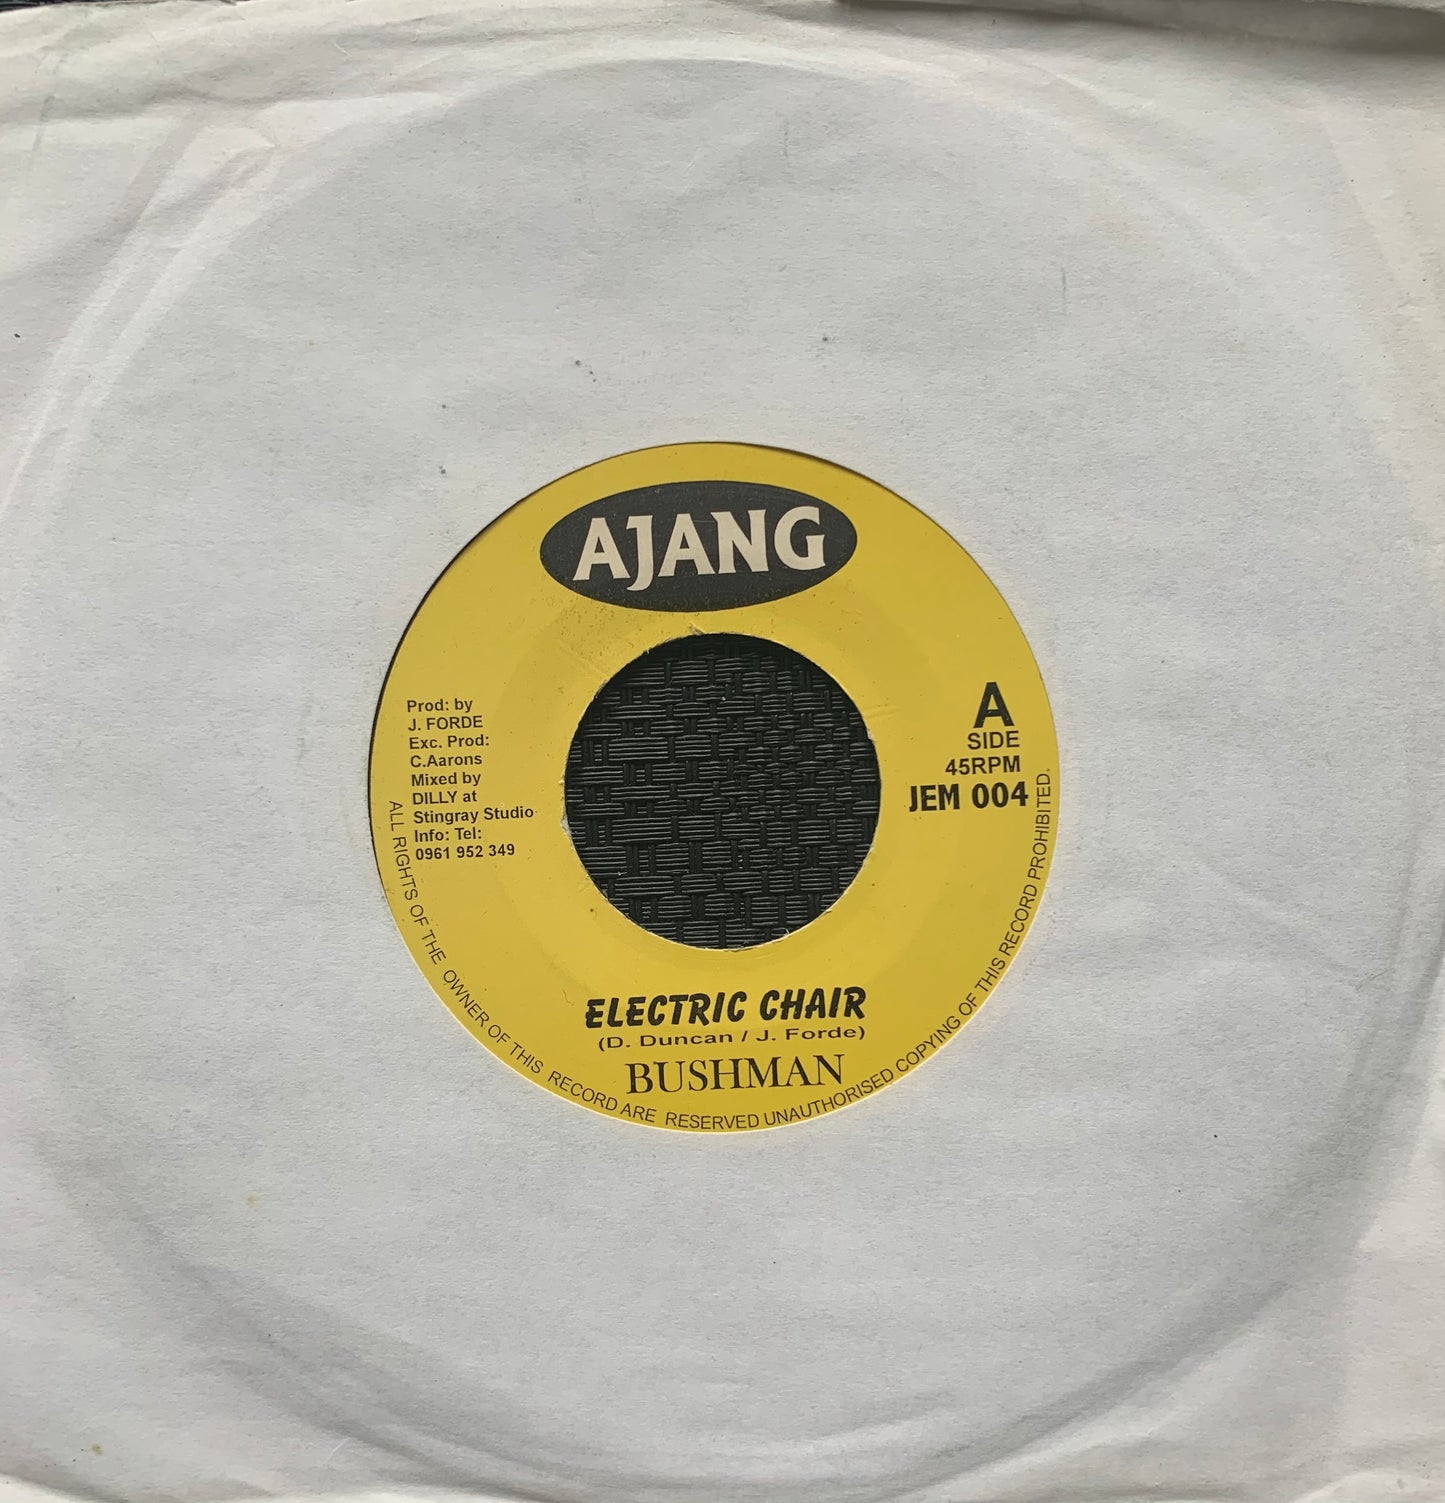 AJANG
Prod: by
J. FORDE
Exc. Prod:
C.Aarons
Mixed by
DILLY at
Stingray Studio
Info: Tel:
0961 952 349
A
SIDE
45RPM
JEM 004
ELECTRIC CHAIR
(D. Duncan / J. Forde)
BUSHMAN
ALL RIGHTS OF THE OWNER OF THIS RECORD ARE RESERVED UNAUTHORISED COPYING OF THIS RECORD PROHIBITED.